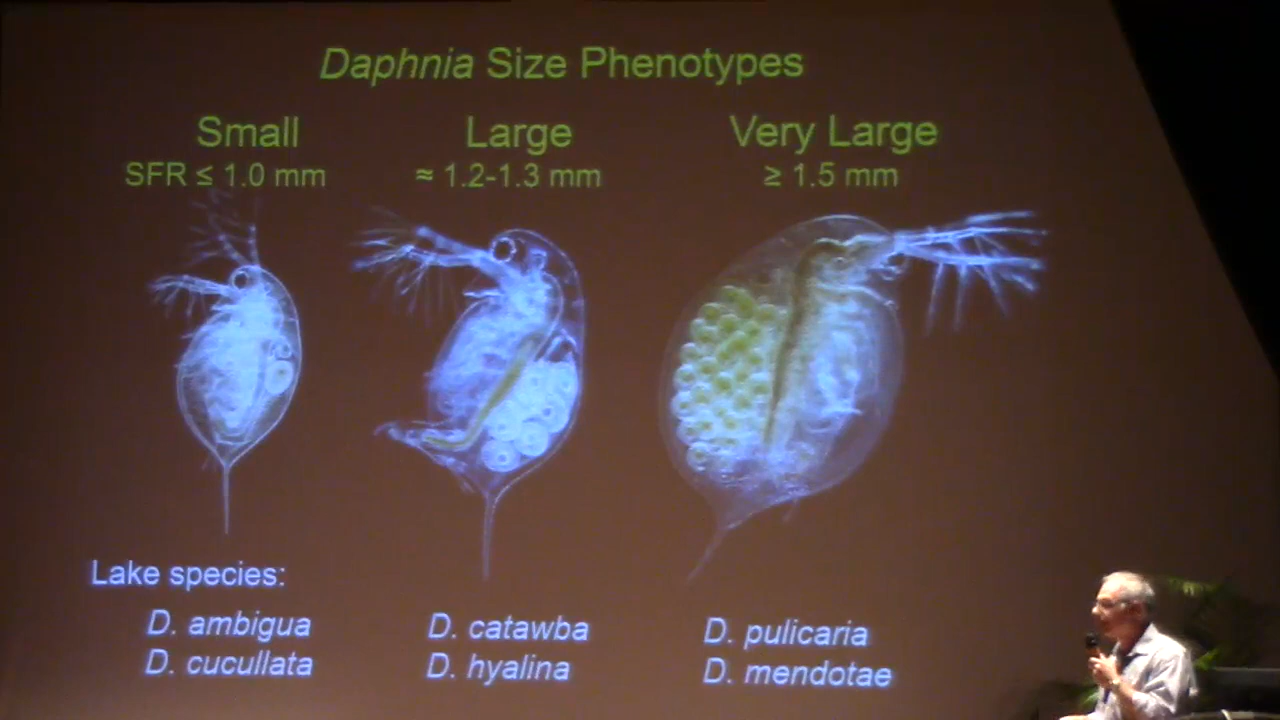 Daphnia Size Phenotypes
Small
SFR ≤ 1.0 mm
Large
≈ 1.2-1.3 mm
Very Large
≥ 1.5 mm
Lake species:
D. ambigua
D. cucullata
D. catawba
D. hyalina
D. pulicaria
D. mendotae